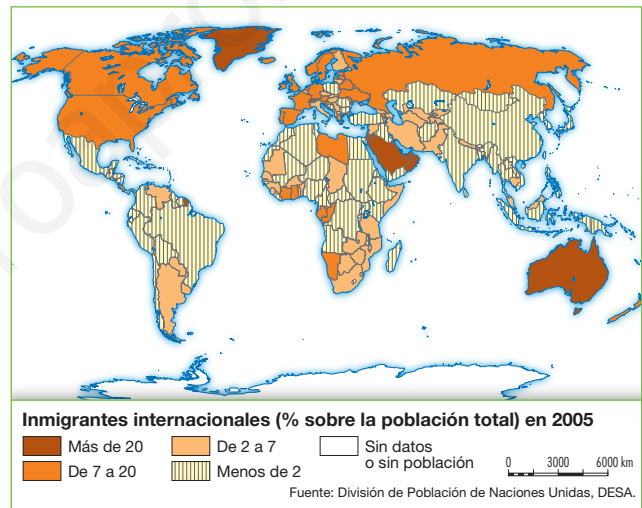 Inmigrantes internacionales (% sobre la población total) en 2005
Más de 20
De 2 a 7
Sin datos
o sin población
De 7 a 20
Menos de 2
0 3000 6000 km
Fuente: División de Población de Naciones Unidas, DESA.